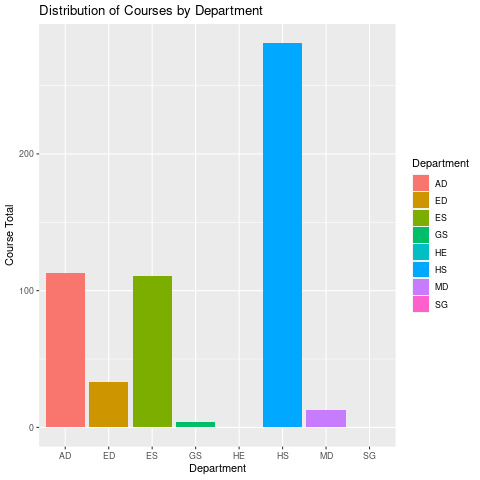 Distribution of Courses by Department
Course Total
200
100
0
AD ED ES GS HE HS MD SG
Department
Department
AD
ED
ES
GS
HE
HS
MD
SG